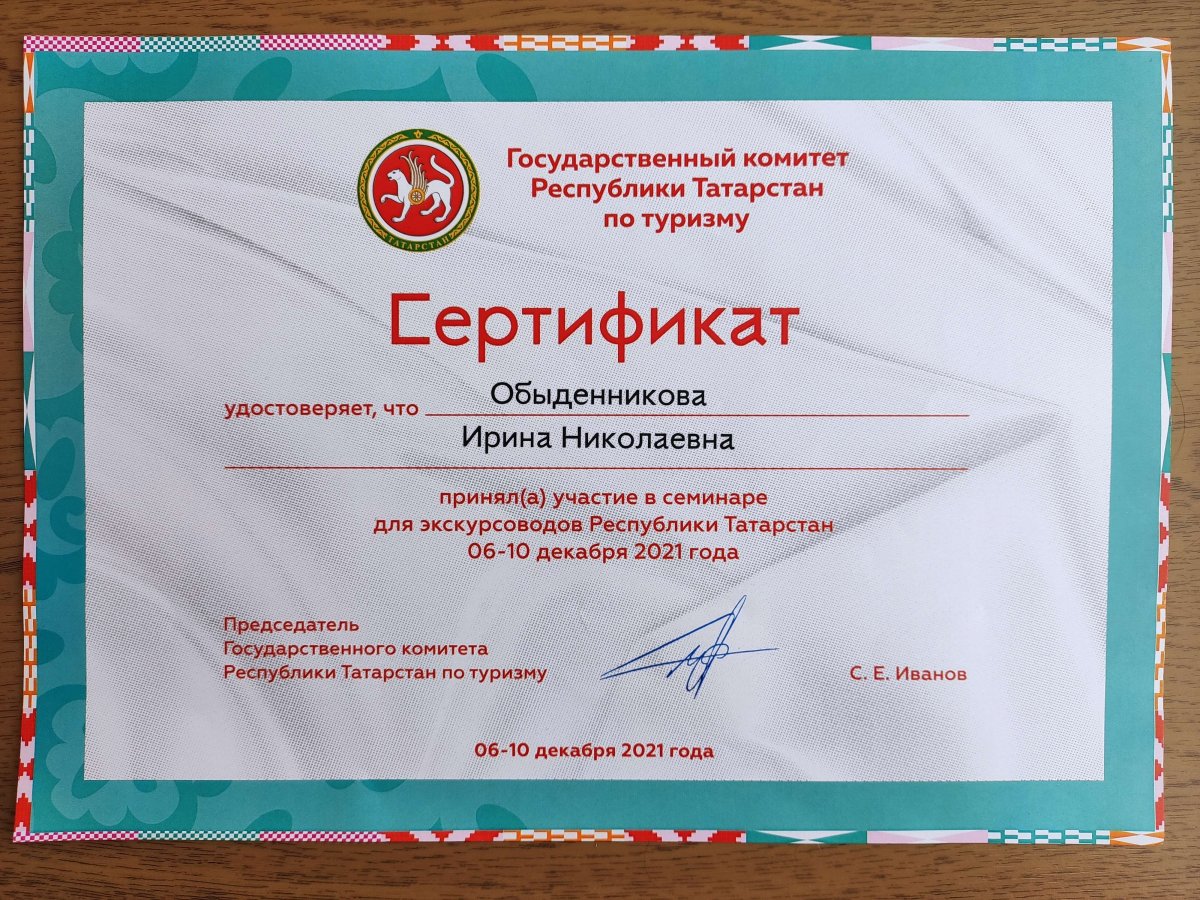 ТАТАРСТАН
Государственный комитет
Республики Татарстан
по туризму
Сертификат
удостоверяет, что Обыденникова
Ирина Николаевна
принял(а) участие в семинаре
для экскурсоводов Республики Татарстан
06-10 декабря 2021 года
Председатель
Государственного комитета
Республики Татарстан по туризму
С. Е. Иванов
06-10 декабря 2021 года